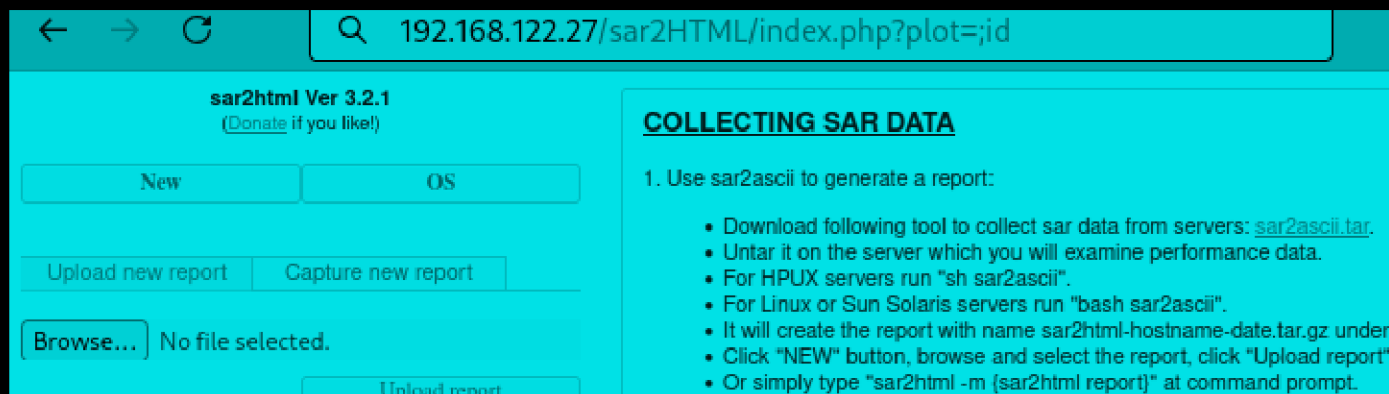 192.168.122.27/sar2HTML/index.php?plot=;id
sar2html Ver 3.2.1
(Donate if you like!)
New
OS
Upload new report
Capture new report
Browse... No file selected.
Upload report
COLLECTING SAR DATA
1. Use sar2ascii to generate a report:
• Download following tool to collect sar data from servers: sar2ascii.tar.
• Untar it on the server which you will examine performance data.
• For HPUX servers run "sh sar2ascii".
• For Linux or Sun Solaris servers run "bash sar2ascii".
• It will create the report with name sar2html-hostname-date.tar.gz under
• Click "NEW" button, browse and select the report, click "Upload report"
• Or simply type "sar2html -m {sar2html report}" at command prompt.